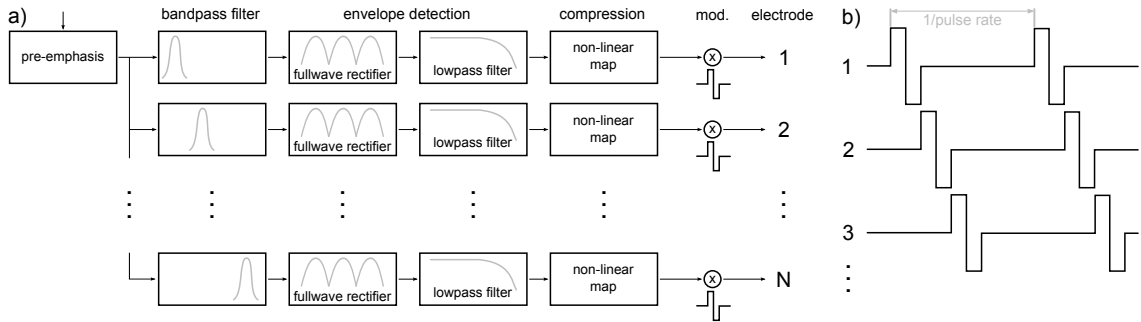 a)
bandpass filter
envelope detection
compression
mod.
electrode
pre-emphasis
fullwave rectifier
lowpass filter
non-linear
map
x
1
fullwave rectifier
lowpass filter
non-linear
map
x
2
fullwave rectifier
lowpass filter
non-linear
map
x
N
b)
1/pulse rate
1
2
3